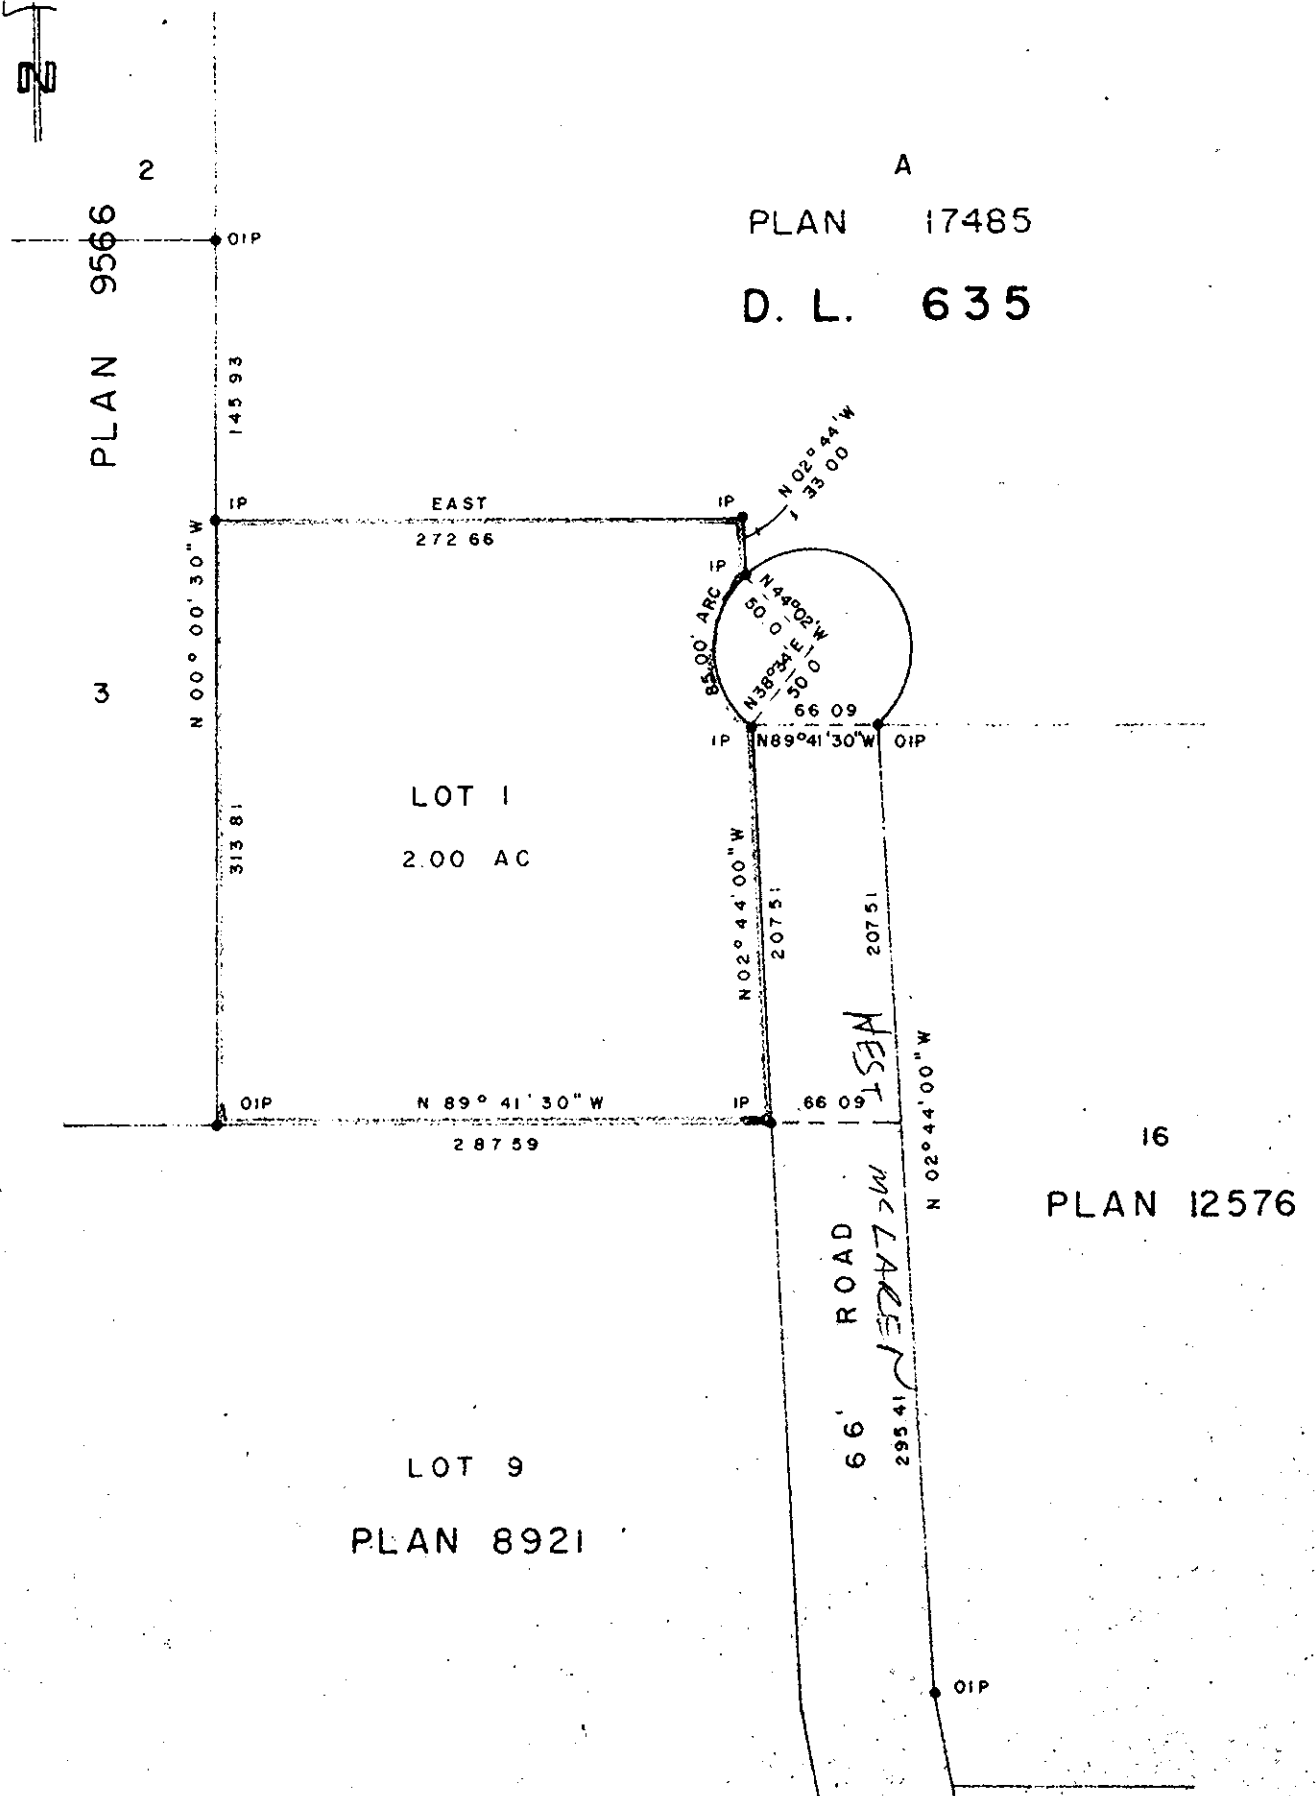 N
2
A
PLAN 9566
PLAN 17485
OIP
D. L. 635
145 93
N 02° 44' W
33 00
IP
EAST
IP
272 66
IP
N 00° 00' 30" W
85.00' ARC
N 44° 02' W
50.0
N 38° 34' E
50 0
3
66 09
IP
N 89° 41' 30" W
OIP
LOT 1
2.00 AC
313 81
N 02° 44' 00" W
207 51
207 51
WEST
N 02° 44' 00" W
OIP
N 89° 41' 30" W
IP
66 09
287 59
16
PLAN 12576
McLAREN
66' ROAD
295.41
LOT 9
PLAN 8921
OIP